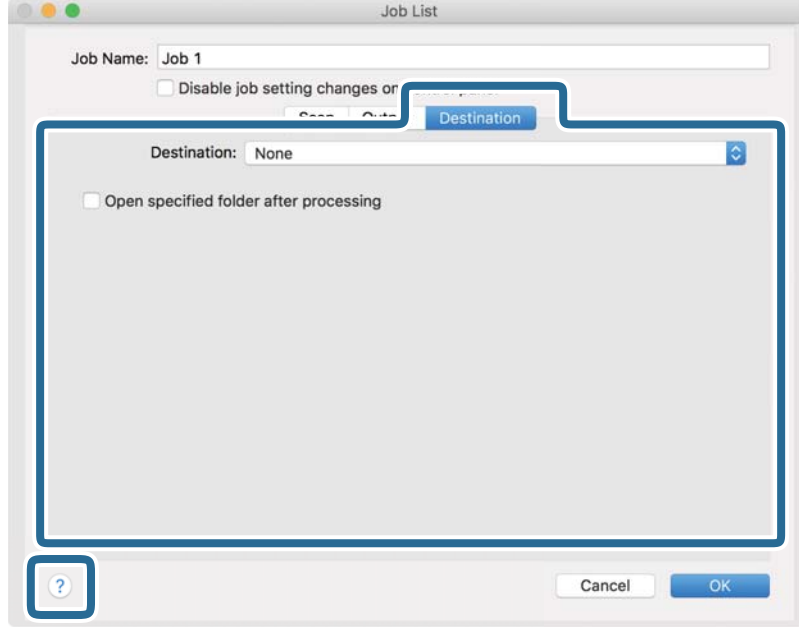 Job List
Job Name: Job 1
Disable job setting changes on
Destination
Destination: None
Open specified folder after processing
? Cancel OK